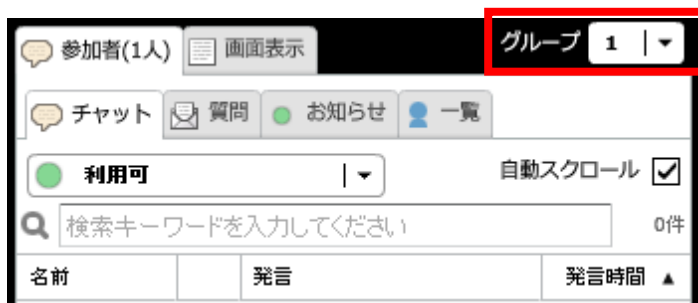 参加者(1人) 画面表示 グループ 1
チャット 質問 お知らせ 一覧
利用可 自動スクロール
検索キーワードを入力してください 0件
名前 発言 発言時間 ▲